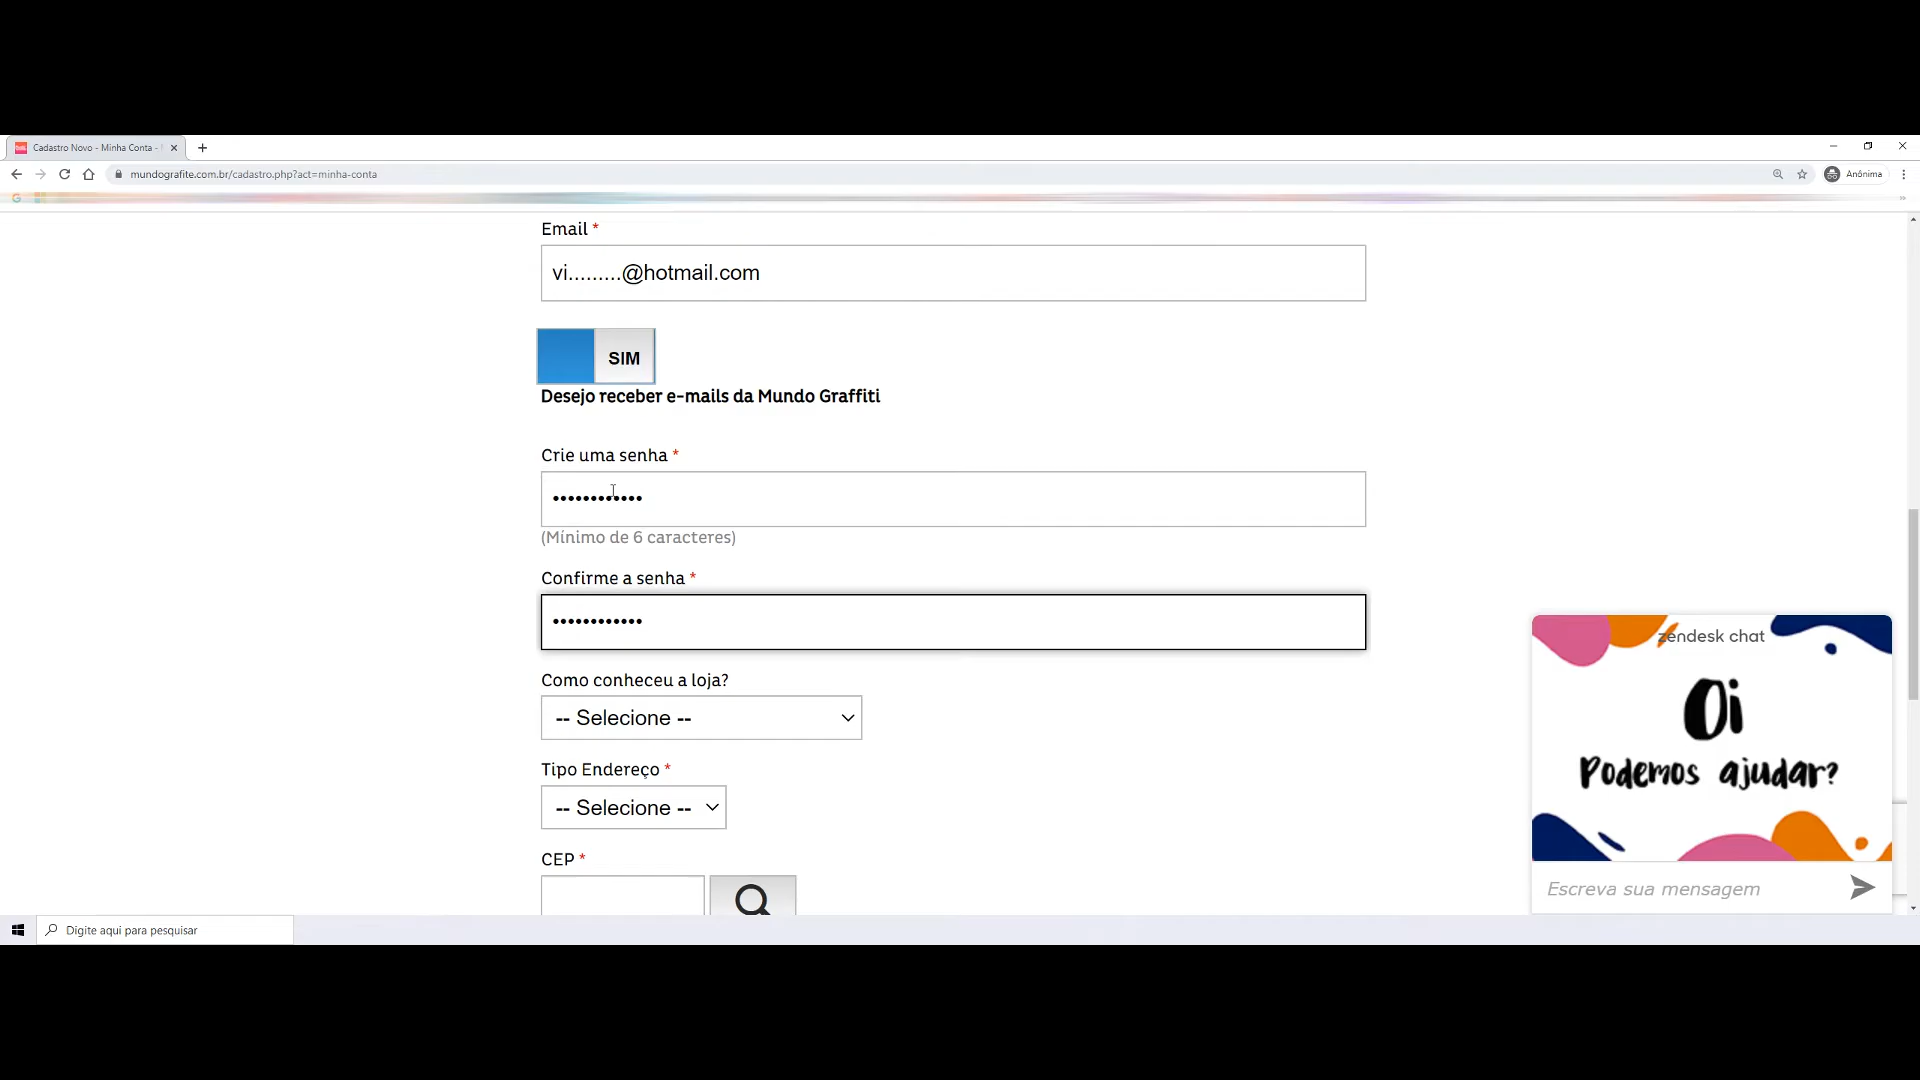 Cadastro Novo - Minha Conta -
mundografite.com.br/cadastro.php?act=minha-conta
Anônima
Email *
vi.........@hotmail.com
SIM
Desejo receber e-mails da Mundo Graffiti
Crie uma senha *
••••••••••••
(Mínimo de 6 caracteres)
Confirme a senha *
••••••••••••
Como conheceu a loja?
-- Selecione --
Tipo Endereço *
-- Selecione --
CEP *
zendesk chat
Oi
Podemos ajudar?
Escreva sua mensagem
Digite aqui para pesquisar